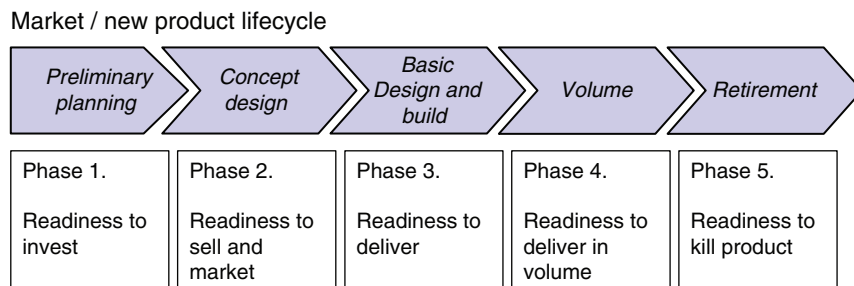 Market / new product lifecycle
Preliminary
planning
Concept
design
Basic
Design and
build
Volume
Retirement
Phase 1.
Readiness to
invest
Phase 2.
Readiness to
sell and
market
Phase 3.
Readiness to
deliver
Phase 4.
Readiness to
deliver in
volume
Phase 5.
Readiness to
kill product